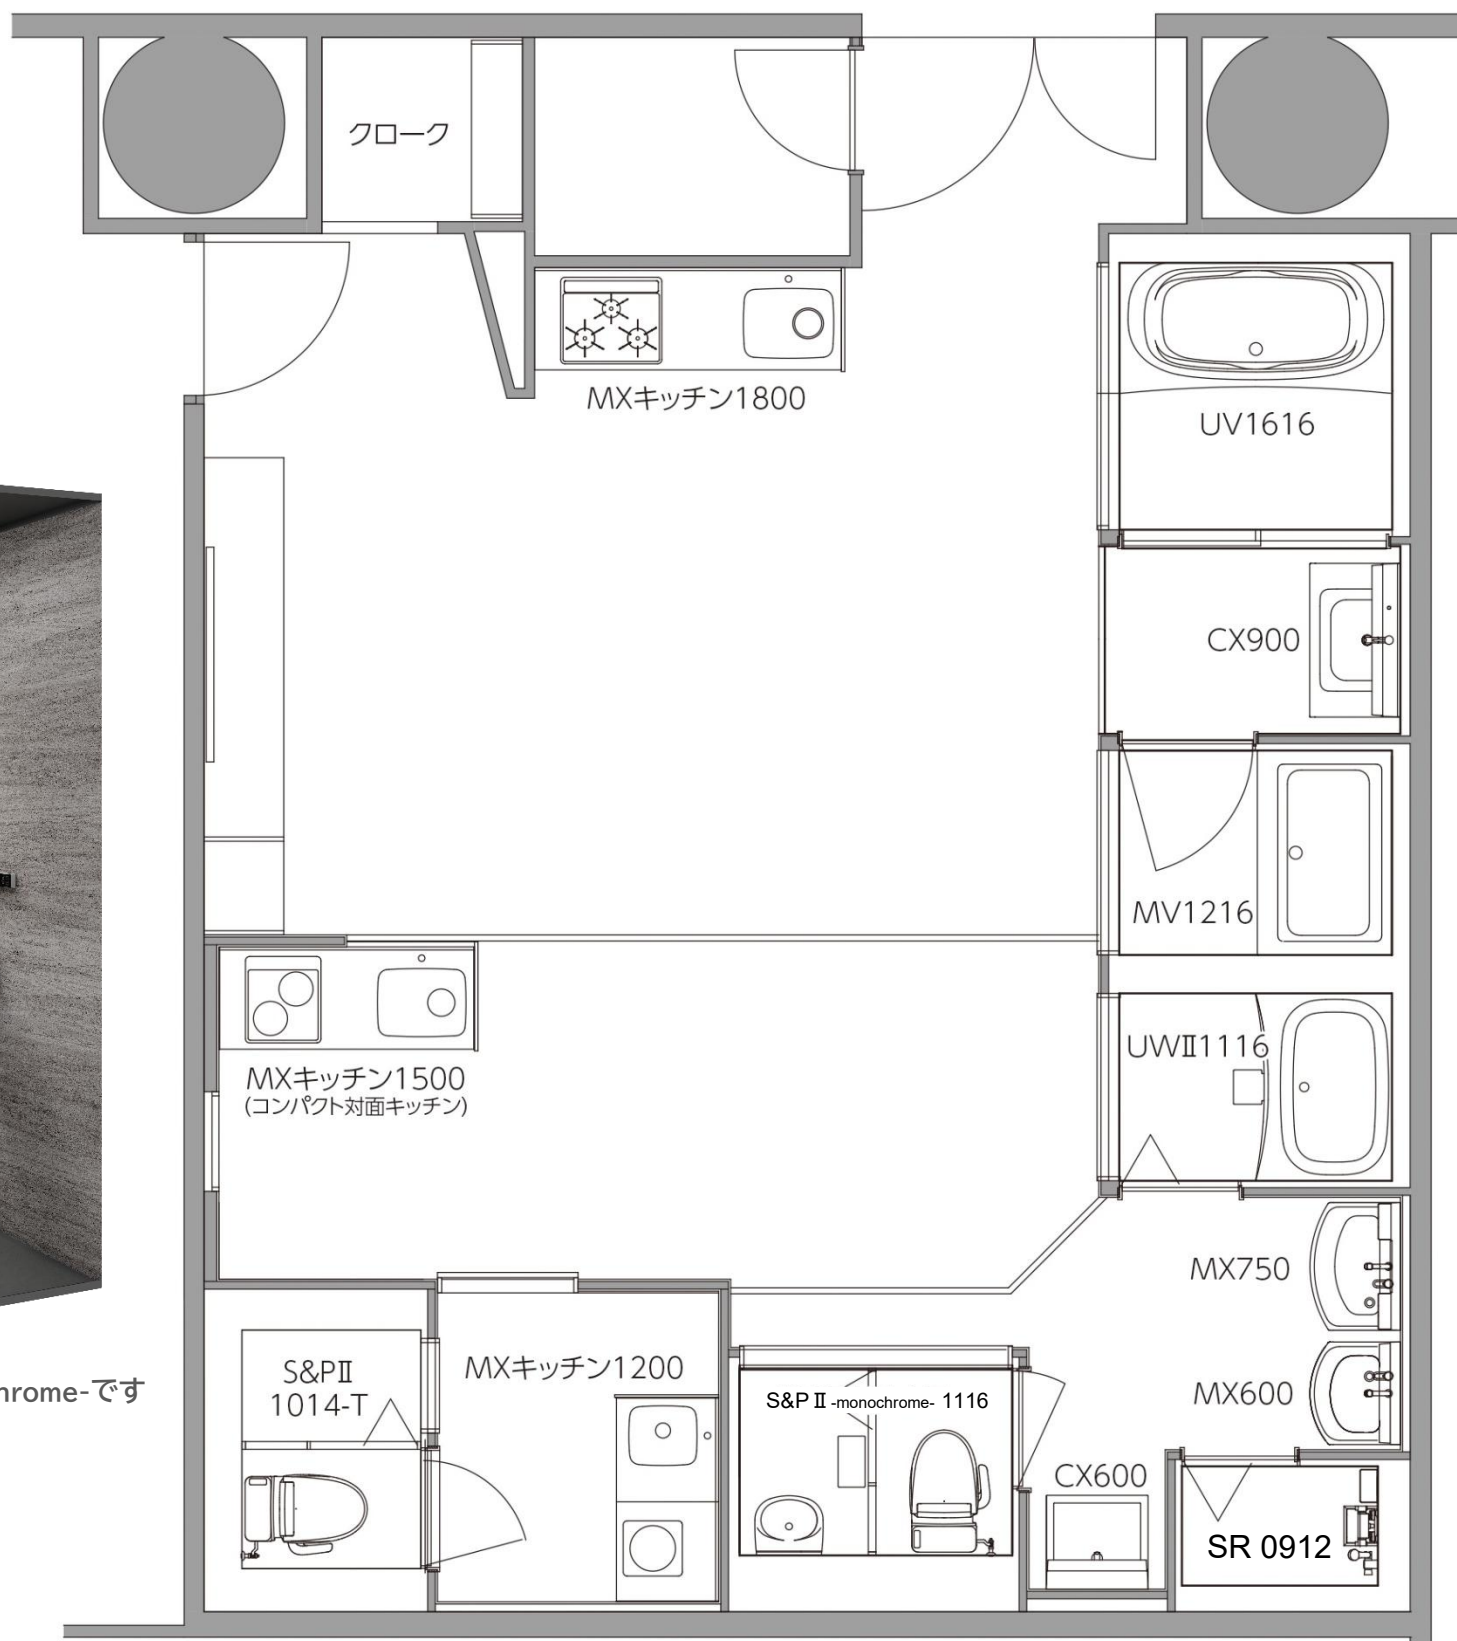 クローク
MXキッチン1800
UV1616
CX900
MV1216
UWⅡ1116
MXキッチン1500
(コンパクト対面キッチン)
MX750
S&PⅡ
1014-T
MXキッチン1200
hrome-です
S&PⅡ -monochrome- 1116
MX600
CX600
SR 0912